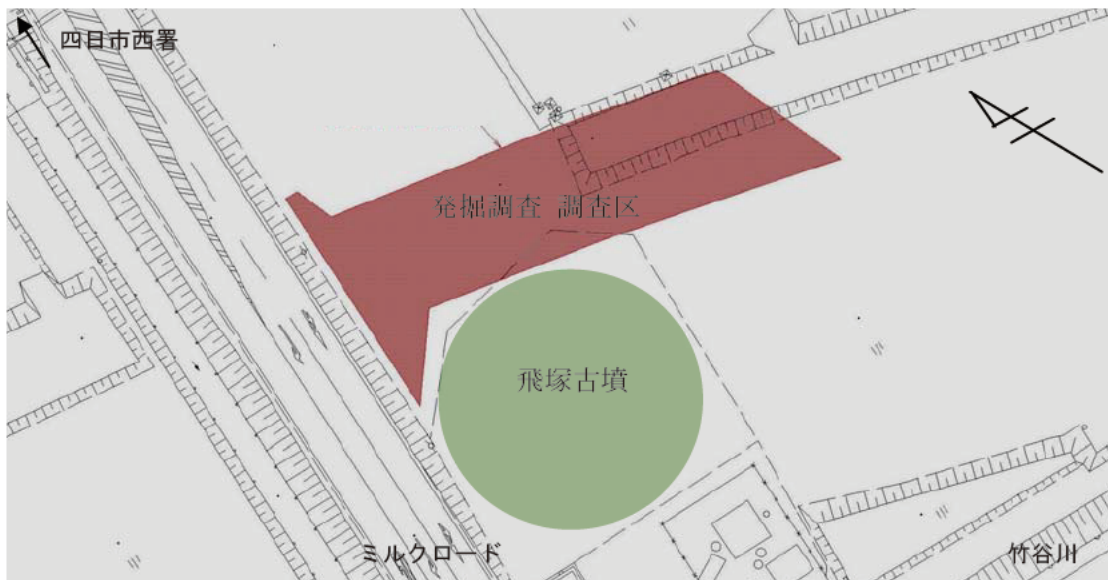 四日市西署
発掘調査 調査区
飛塚古墳
ミルクロード
竹谷川